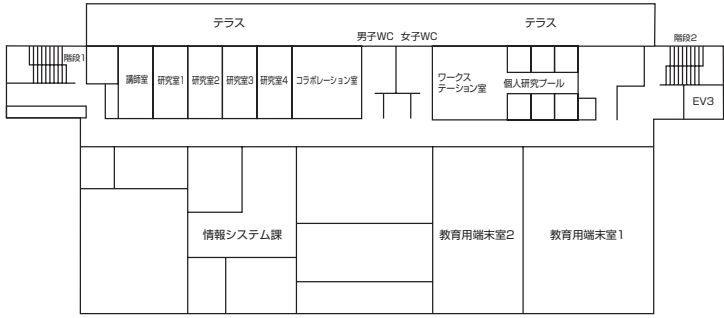 テラス
テラス
男子WC 女子WC
階段1
階段2
講師室
研究室1
研究室2
研究室3
研究室4
コラボレーション室
ワークス
テーション室
個人研究プール
EV3
情報システム課
教育用端末室2
教育用端末室1